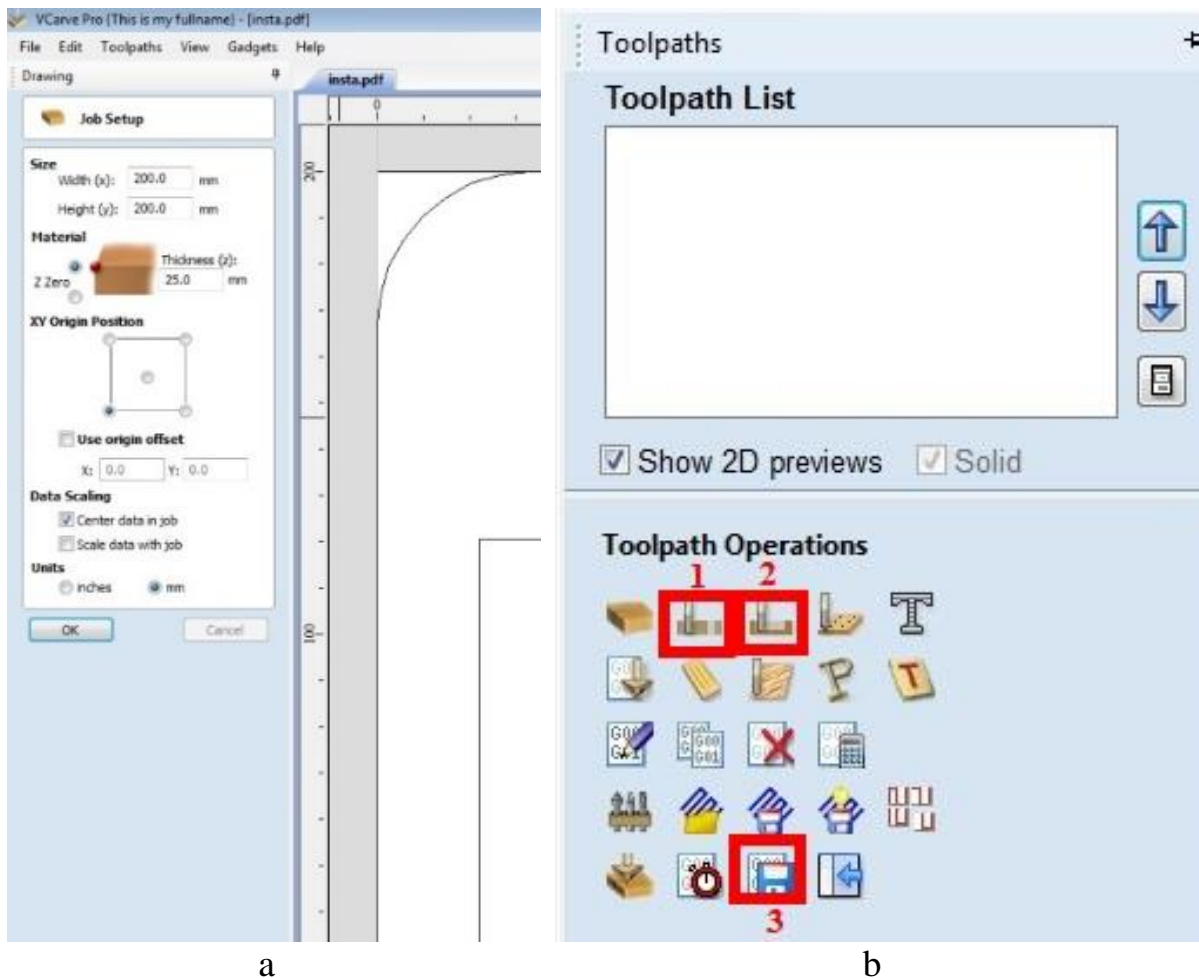 VCarve Pro (This is my fullname) - [insta.pdf]
File Edit Toolpaths View Gadgets Help
Drawing
insta.pdf
0
Job Setup
200
Size
Width (x): 200.0 mm
Height (y): 200.0 mm
Material
Thickness (z):
Z Zero 25.0 mm
XY Origin Position
Use origin offset
X: 0.0 Y: 0.0
Data Scaling
Center data in job
Scale data with job
Units
inches mm
OK Cancel
100
a
Toolpaths
Toolpath List
Show 2D previews Solid
Toolpath Operations
1 2
T
P T
G00 G00 G01
3
b